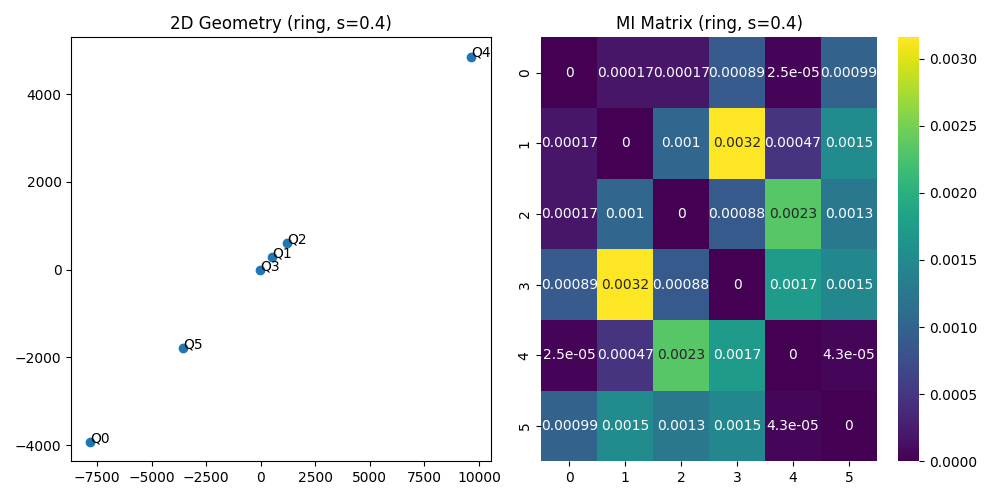 2D Geometry (ring, s=0.4)
Q4
4000
2000
Q2
Q1
0
Q3
−2000
Q5
−4000
Q0
−7500 −5000 −2500 0 2500 5000 7500 10000
MI Matrix (ring, s=0.4)
0 0 0.00017 0.00017 0.00089 2.5e-05 0.00099
1 0.00017 0 0.001 0.0032 0.00047 0.0015
2 0.00017 0.001 0 0.00088 0.0023 0.0013
3 0.00089 0.0032 0.00088 0 0.0017 0.0015
4 2.5e-05 0.00047 0.0023 0.0017 0 4.3e-05
5 0.00099 0.0015 0.0013 0.0015 4.3e-05 0
0 1 2 3 4 5
0.0030
0.0025
0.0020
0.0015
0.0010
0.0005
0.0000